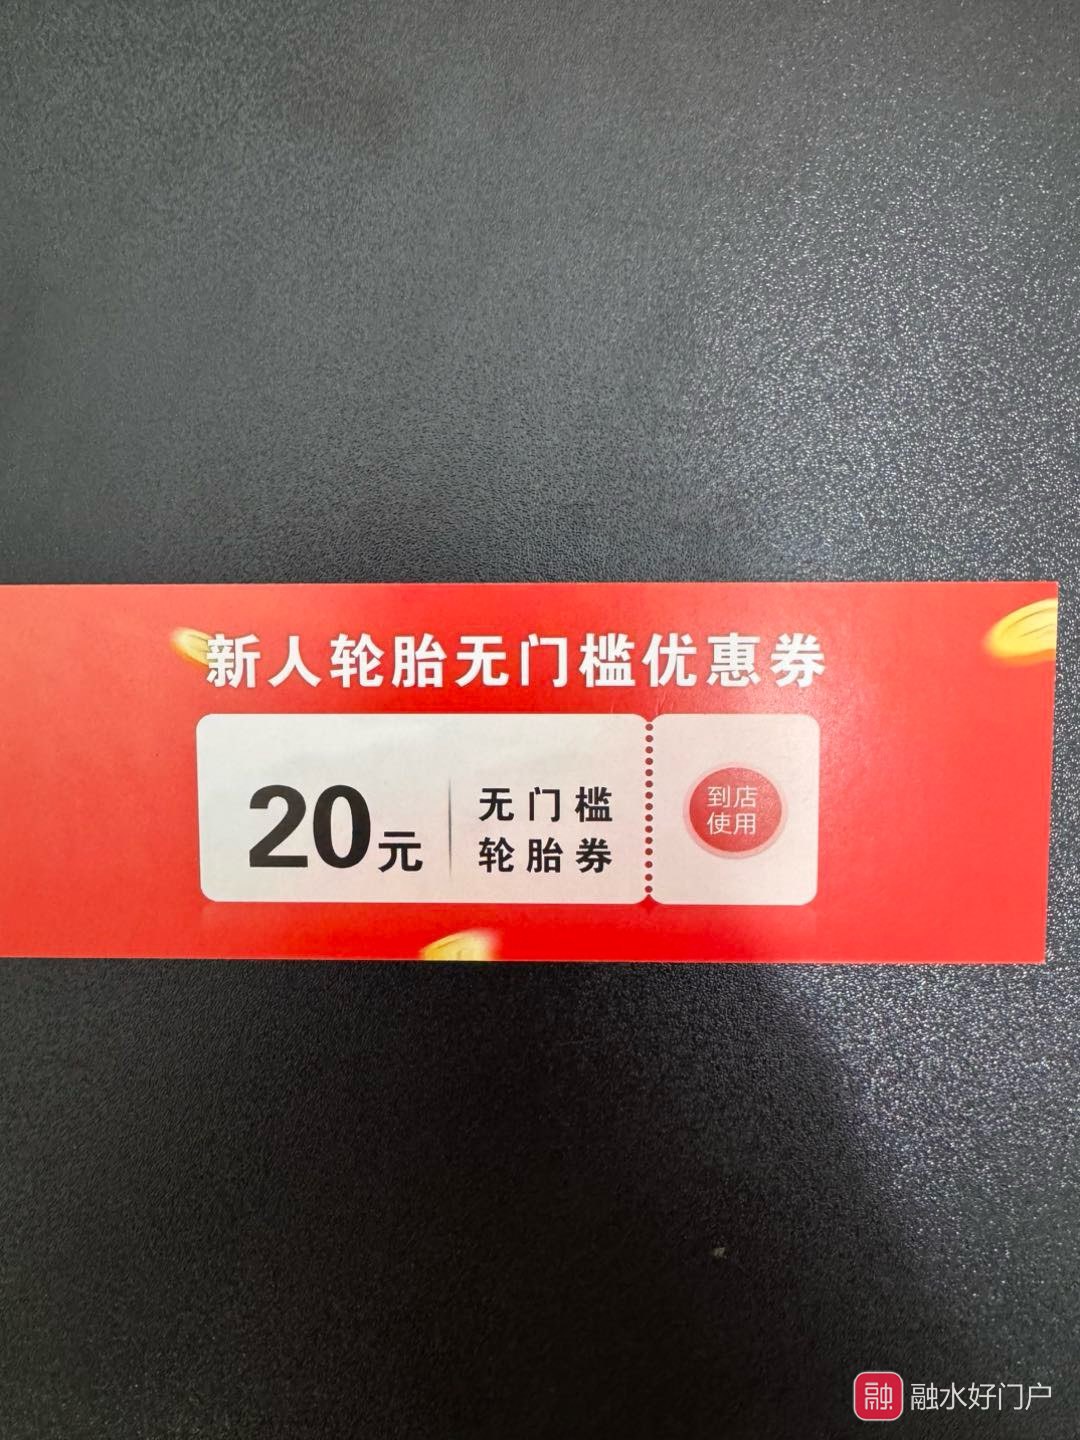 新人轮胎无门槛优惠券
20元
无门槛
轮胎券
到店
使用
融 融水好门户